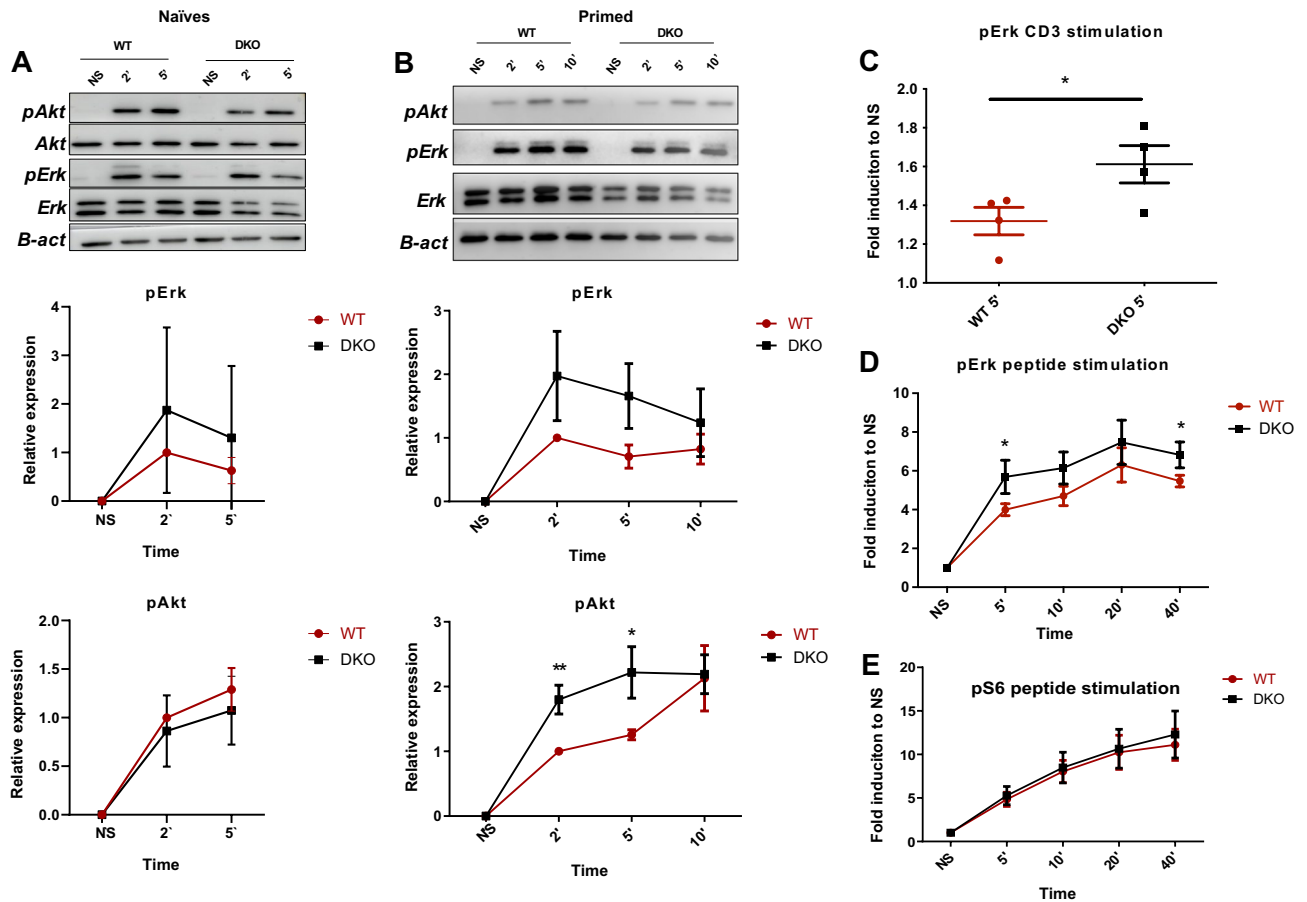 Naïves
WT DKO
A
NS 2' 5' NS 2' 5'
pAkt
Akt
pErk
Erk
B-act
pErk
Relative expression
4
3
2
1
0
NS 2` 5`
Time
WT
DKO
pAkt
Relative expression
2.0
1.5
1.0
0.5
0.0
NS 2` 5`
Time
WT
DKO
Primed
WT DKO
B
NS 2' 5' 10' NS 2' 5' 10'
pAkt
pErk
Erk
B-act
pErk
Relative expression
3
2
1
0
NS 2' 5' 10'
Time
WT
DKO
pAkt
Relative expression
3
2
1
0
** *
NS 2' 5' 10'
Time
WT
DKO
C
pErk CD3 stimulation
*
Fold induciton to NS
2.0
1.8
1.6
1.4
1.2
1.0
WT 5' DKO 5'
D
pErk peptide stimulation
Fold induciton to NS
10
8
6
4
2
0
* *
NS 5' 10' 20' 40'
Time
WT
DKO
E
pS6 peptide stimulation
Fold induciton to NS
20
15
10
5
0
NS 5' 10' 20' 40'
Time
WT
DKO